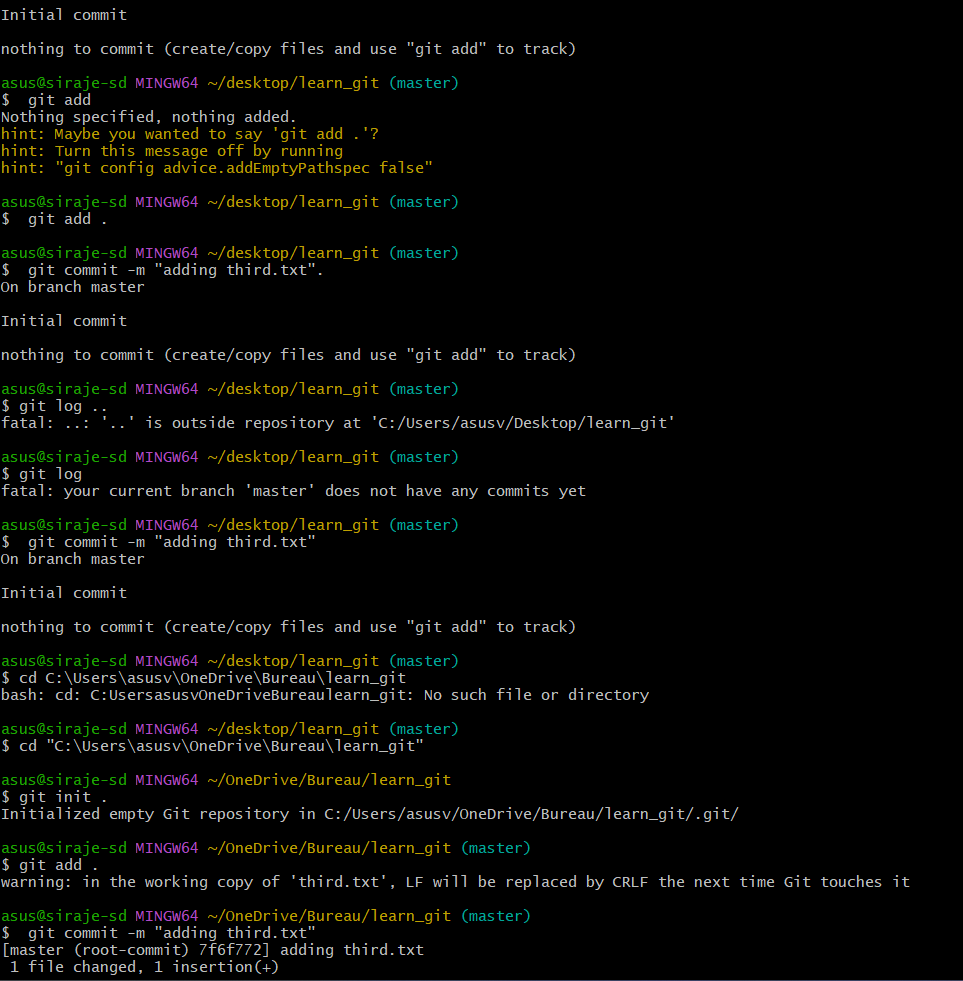 Initial commit
nothing to commit (create/copy files and use "git add" to track)
asus@siraje-sd MINGW64 ~/desktop/learn_git (master)
$  git add
Nothing specified, nothing added.
hint: Maybe you wanted to say 'git add .'?
hint: Turn this message off by running
hint: "git config advice.addEmptyPathspec false"
asus@siraje-sd MINGW64 ~/desktop/learn_git (master)
$  git add .
asus@siraje-sd MINGW64 ~/desktop/learn_git (master)
$  git commit -m "adding third.txt".
On branch master
Initial commit
nothing to commit (create/copy files and use "git add" to track)
asus@siraje-sd MINGW64 ~/desktop/learn_git (master)
$ git log ..
fatal: ..: '..' is outside repository at 'C:/Users/asusv/Desktop/learn_git'
asus@siraje-sd MINGW64 ~/desktop/learn_git (master)
$ git log
fatal: your current branch 'master' does not have any commits yet
asus@siraje-sd MINGW64 ~/desktop/learn_git (master)
$  git commit -m "adding third.txt"
On branch master
Initial commit
nothing to commit (create/copy files and use "git add" to track)
asus@siraje-sd MINGW64 ~/desktop/learn_git (master)
$ cd C:\Users\asusv\OneDrive\Bureau\learn_git
bash: cd: C:UsersasusvOneDriveBureaulearn_git: No such file or directory
asus@siraje-sd MINGW64 ~/desktop/learn_git (master)
$ cd "C:\Users\asusv\OneDrive\Bureau\learn_git"
asus@siraje-sd MINGW64 ~/OneDrive/Bureau/learn_git
$ git init .
Initialized empty Git repository in C:/Users/asusv/OneDrive/Bureau/learn_git/.git/
asus@siraje-sd MINGW64 ~/OneDrive/Bureau/learn_git (master)
$ git add .
warning: in the working copy of 'third.txt', LF will be replaced by CRLF the next time Git touches it
asus@siraje-sd MINGW64 ~/OneDrive/Bureau/learn_git (master)
$  git commit -m "adding third.txt"
[master (root-commit) 7f6f772] adding third.txt
 1 file changed, 1 insertion(+)